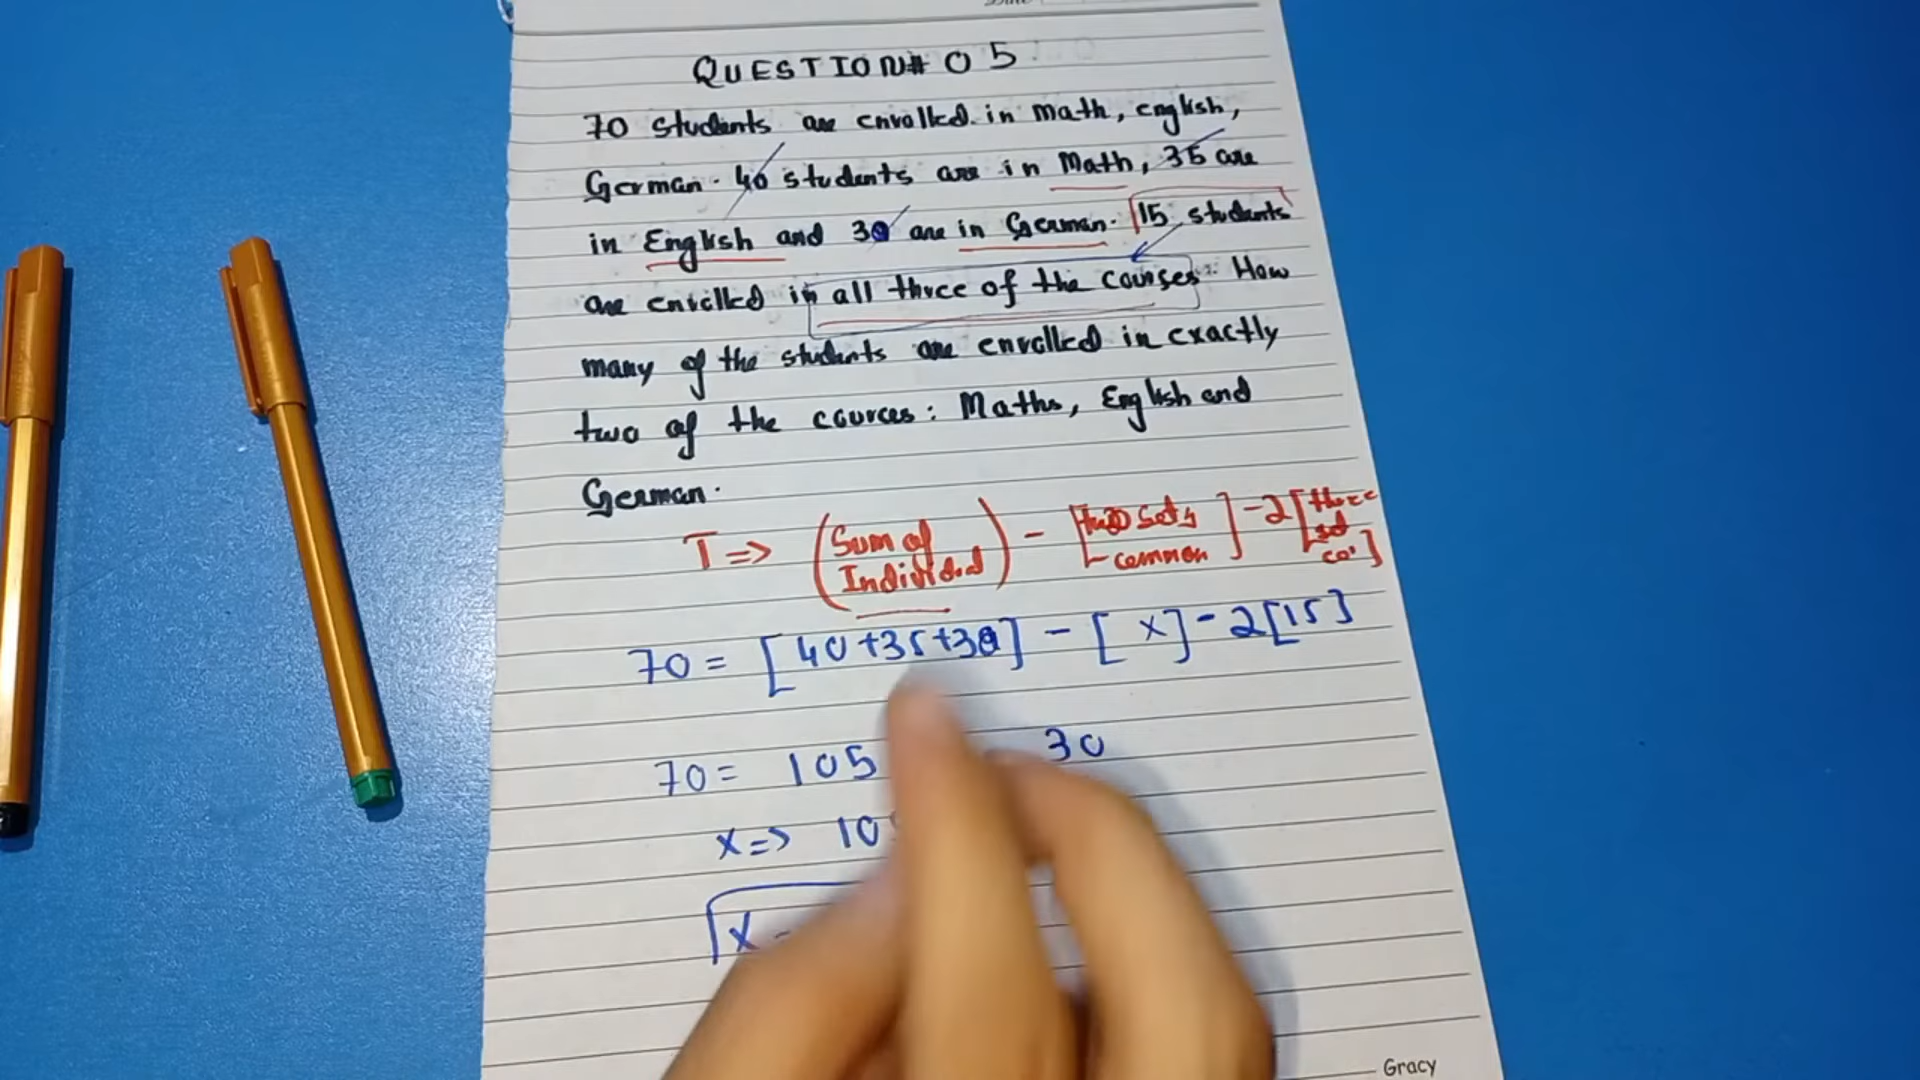 QUESTION# 05
70 students are enrolled in math, english,
German. 40 students are in Math, 35 are
in English and 30 are in German. 15 students
are enrolled in all three of the courses. How
many of the students are enrolled in exactly
two of the cources: Maths, English and
German.
T => (Sum of Individual) - [two sets common] - 2[three set co.]
70 = [40+35+30] - [x] - 2[15]
70 = 105 30
x => 10
x
Gracy